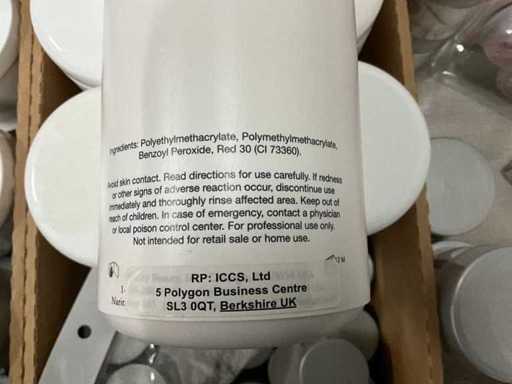 Ingredients: Polyethylmethacrylate, Polymethylmethacrylate,
Benzoyl Peroxide, Red 30 (CI 73360).
Avoid skin contact. Read directions for use carefully. If redness
or other signs of adverse reaction occur, discontinue use
immediately and thoroughly rinse affected area. Keep out of
reach of children. In case of emergency, contact a physician
or local poison control center. For professional use only.
Not intended for retail sale or home use.
12 M
RP: ICCS, Ltd
5 Polygon Business Centre
SL3 0QT, Berkshire UK